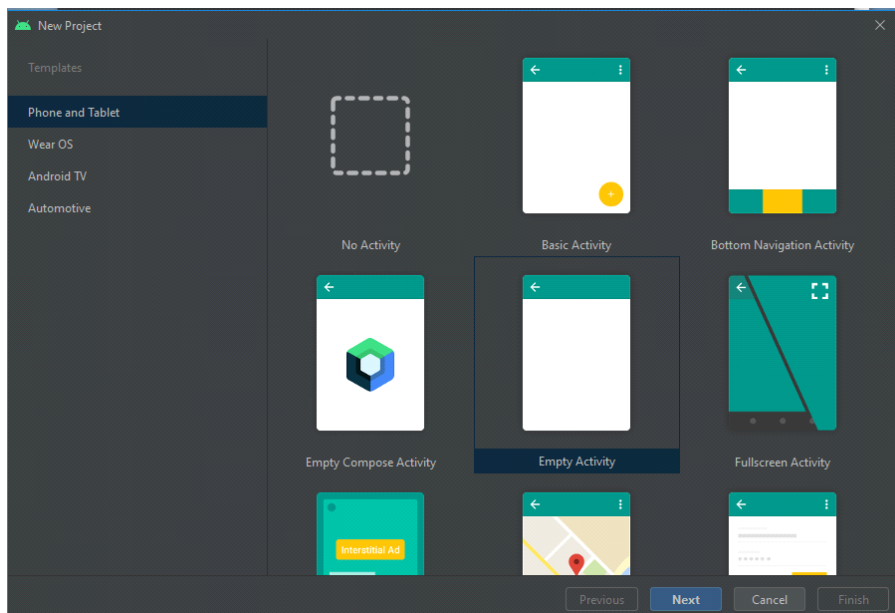 New Project
Templates
Phone and Tablet
Wear OS
Android TV
Automotive
No Activity
Basic Activity
Bottom Navigation Activity
Empty Compose Activity
Empty Activity
Fullscreen Activity
Interstitial Ad
Previous
Next
Cancel
Finish